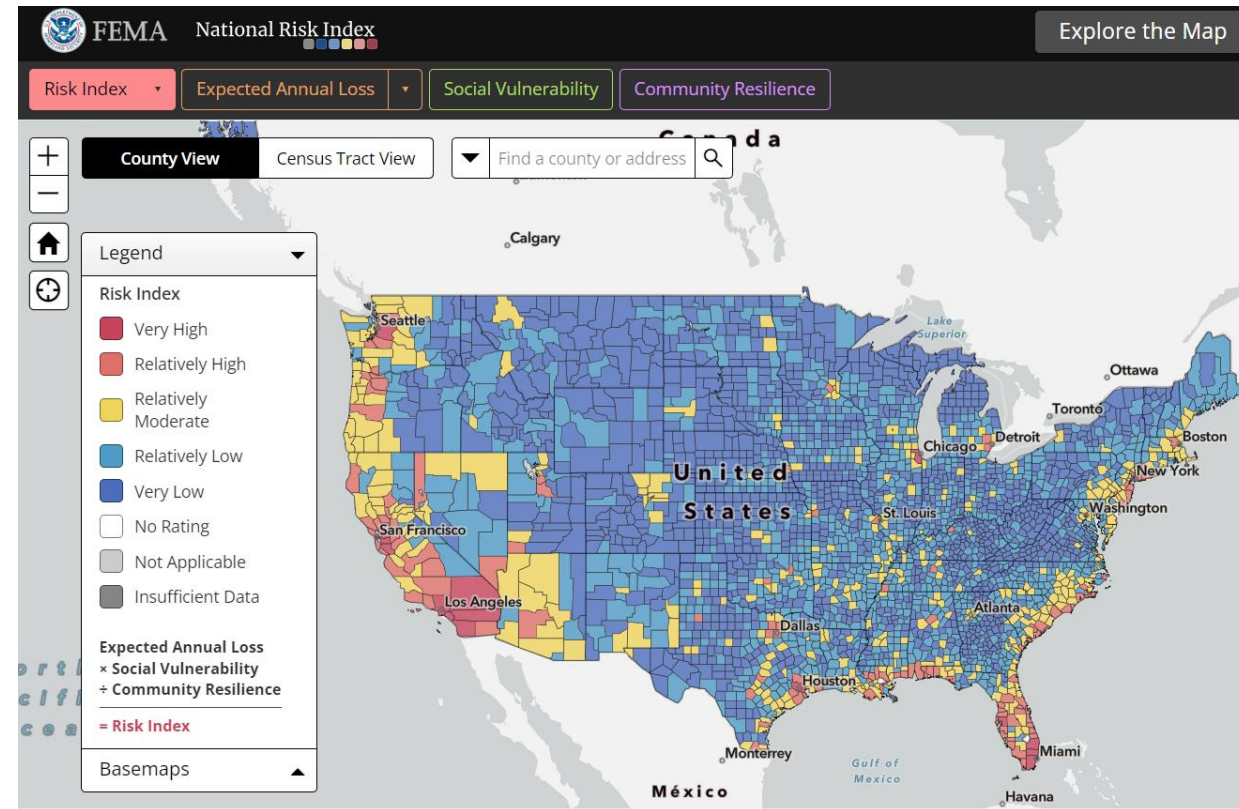 FEMA National Risk Index
Explore the Map
Risk Index
Expected Annual Loss
Social Vulnerability
Community Resilience
County View
Census Tract View
Find a county or address
Legend
Risk Index
Very High
Relatively High
Relatively
Moderate
Relatively Low
Very Low
No Rating
Not Applicable
Insufficient Data
Expected Annual Loss
× Social Vulnerability
÷ Community Resilience
= Risk Index
Basemaps
Calgary
Seattle
Lake
Superior
Ottawa
Toronto
Boston
Detroit
Chicago
New York
United
States
Washington
St. Louis
San Francisco
Los Angeles
Atlanta
Dallas
Houston
Monterrey
Gulf of
Mexico
Miami
México
Havana